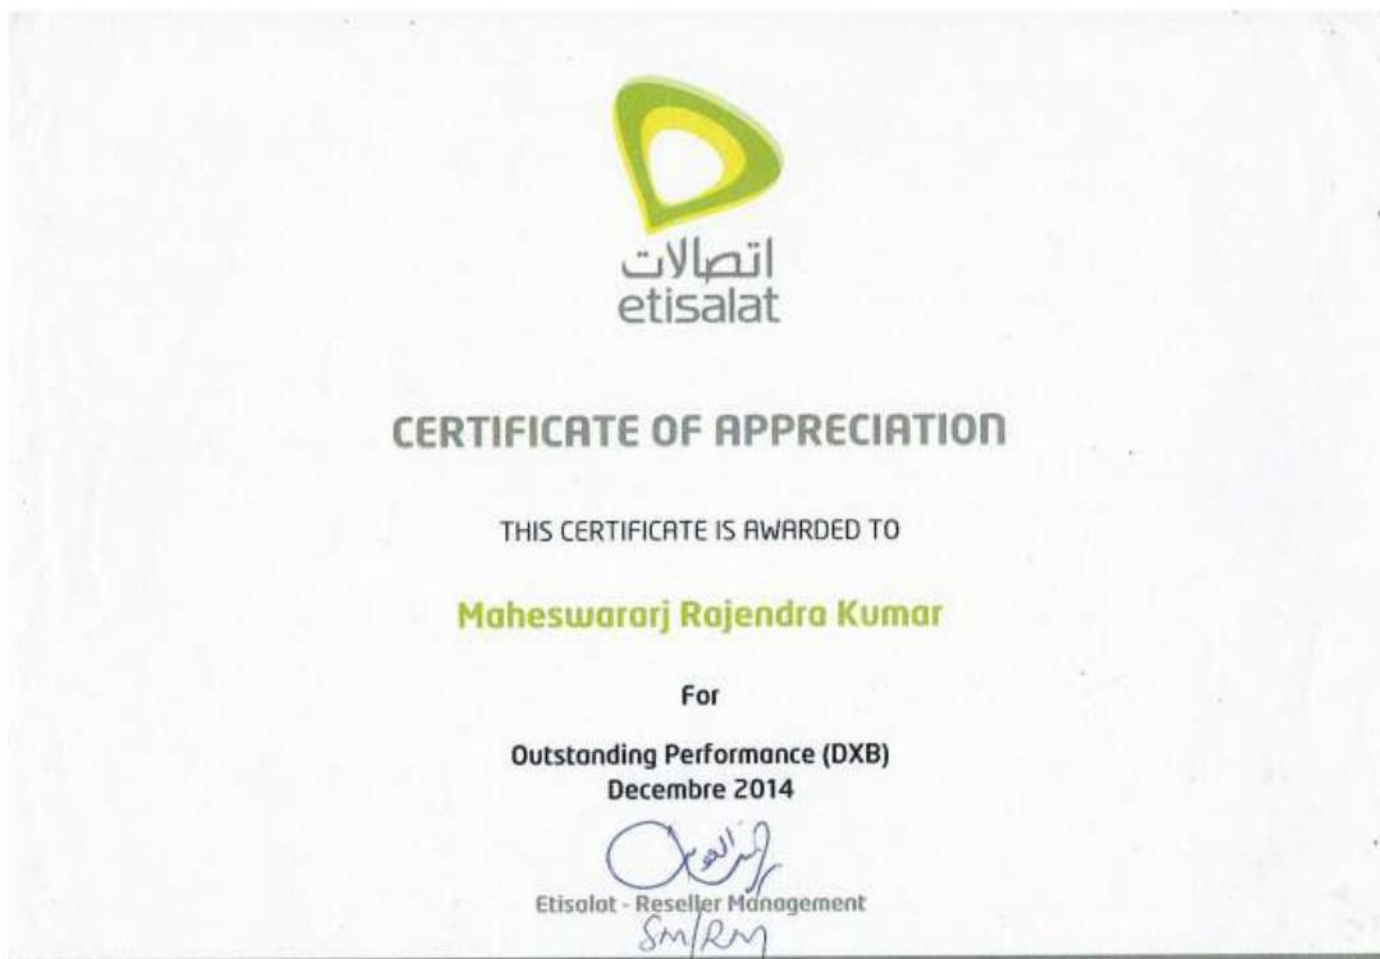 اتصالات
etisalat
CERTIFICATE OF APPRECIATION
THIS CERTIFICATE IS AWARDED TO
Maheswararj Rajendra Kumar
For
Outstanding Performance (DXB)
Decembre 2014
Etisalat - Reseller Management
SM/RM